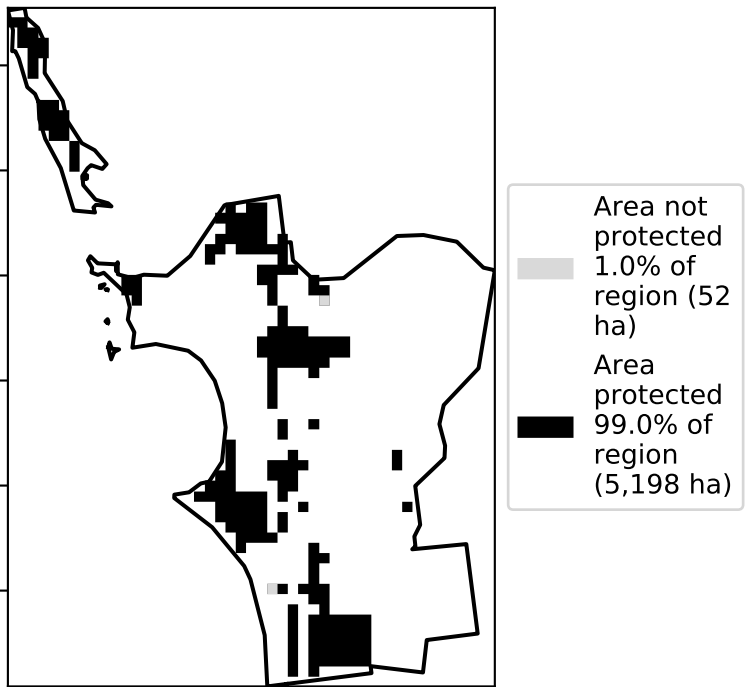 Area not
protected
1.0% of
region (52
ha)
Area
protected
99.0% of
region
(5,198 ha)